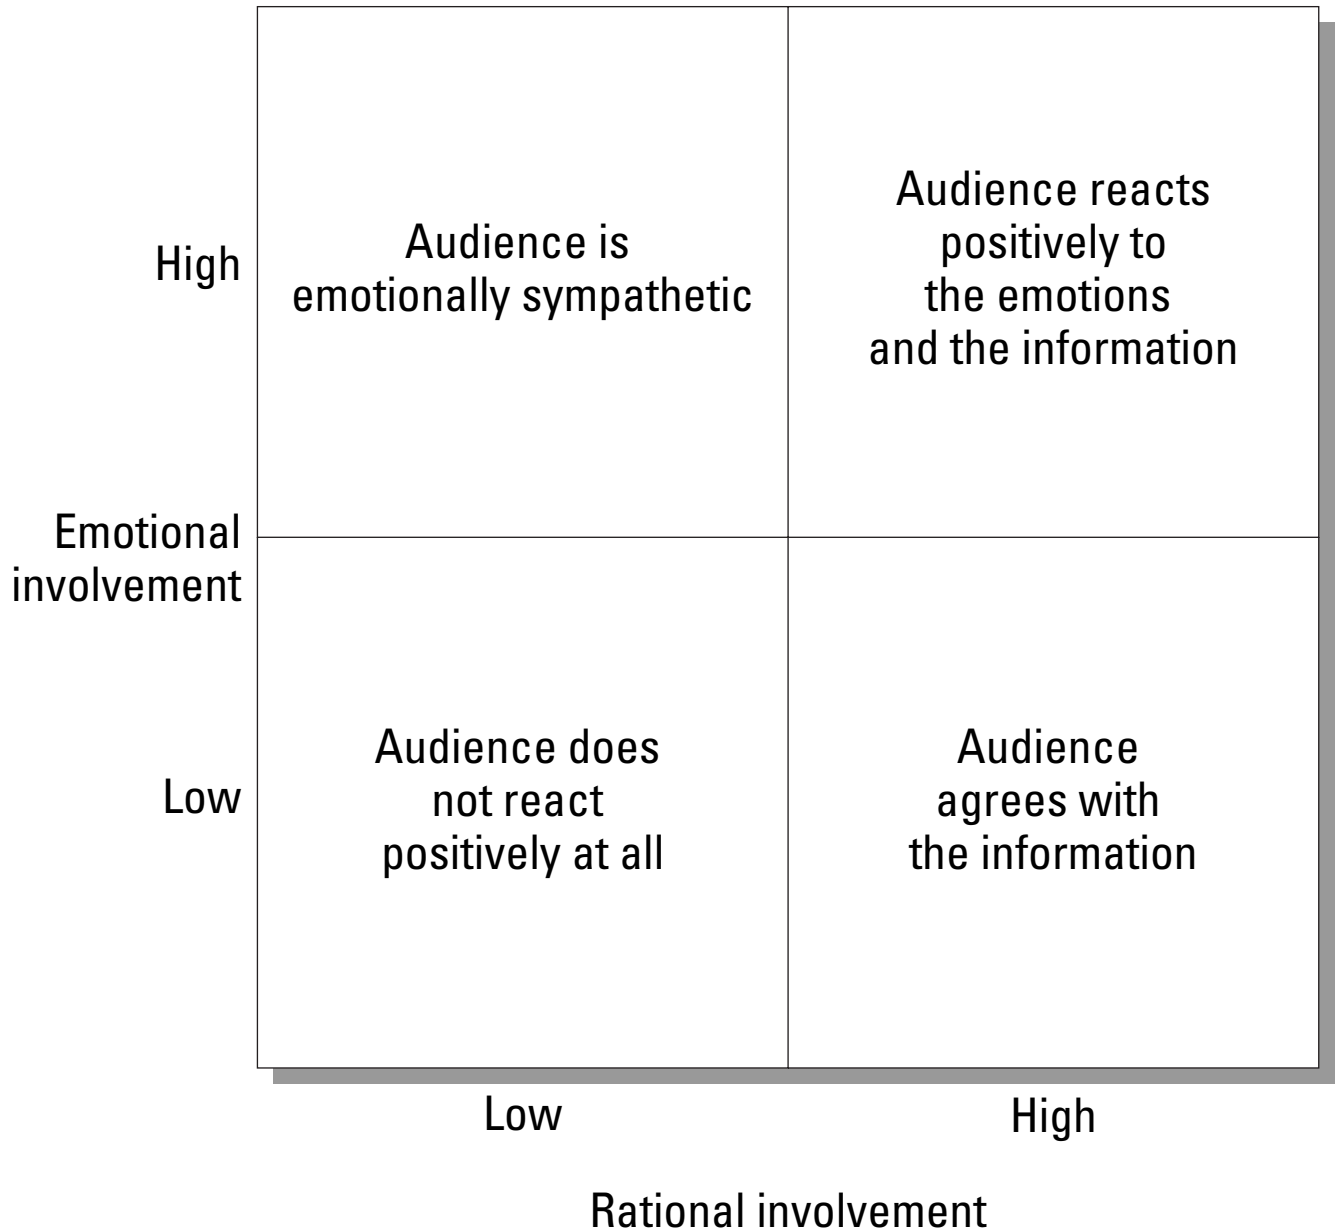 High
Audience is
emotionally sympathetic
Audience reacts
positively to
the emotions
and the information
Emotional
involvement
Low
Audience does
not react
positively at all
Audience
agrees with
the information
Low
High
Rational involvement